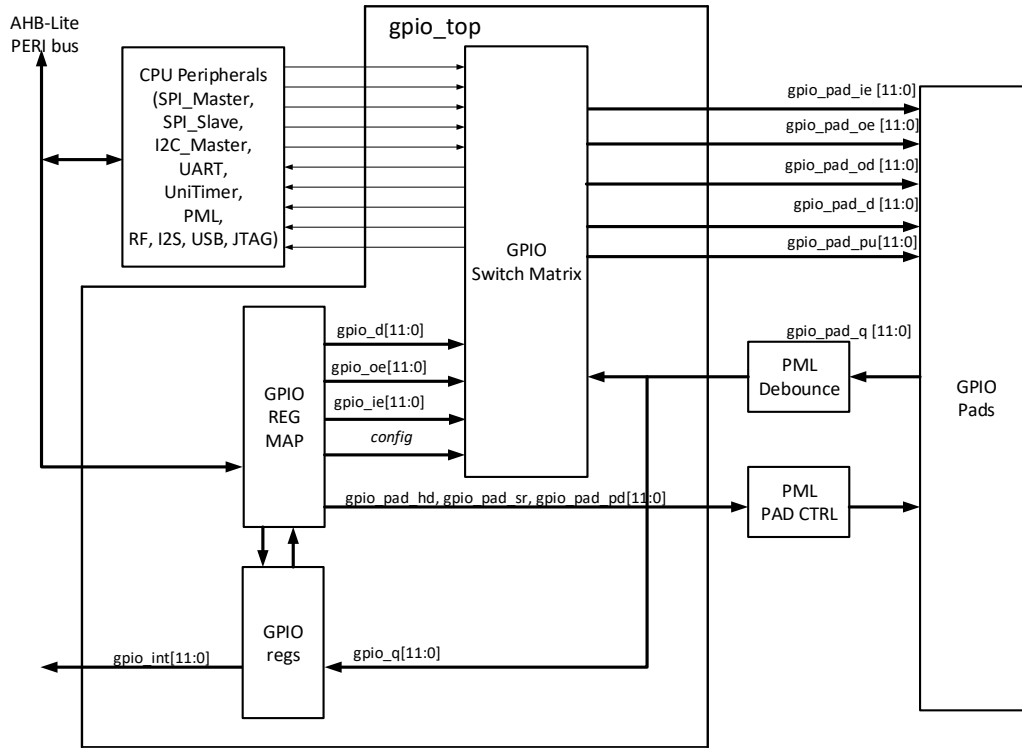 AHB-Lite
PERI bus
gpio_top
CPU Peripherals
(SPI_Master,
SPI_Slave,
I2C_Master,
UART,
UniTimer,
PML,
RF, I2S, USB, JTAG)
GPIO
Switch Matrix
gpio_pad_ie [11:0]
gpio_pad_oe [11:0]
gpio_pad_od [11:0]
gpio_pad_d [11:0]
gpio_pad_pu[11:0]
gpio_pad_q [11:0]
PML
Debounce
GPIO
Pads
GPIO
REG
MAP
gpio_d[11:0]
gpio_oe[11:0]
gpio_ie[11:0]
config
gpio_pad_hd, gpio_pad_sr, gpio_pad_pd[11:0]
PML
PAD CTRL
GPIO
regs
gpio_int[11:0]
gpio_q[11:0]